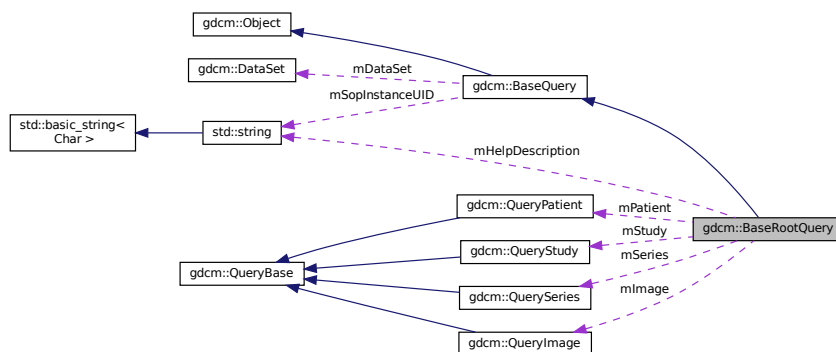 gdcm::Object
gdcm::DataSet
mDataSet
gdcm::BaseQuery
mSopInstanceUID
std::basic_string<
Char >
std::string
mHelpDescription
gdcm::QueryPatient
mPatient
gdcm::BaseRootQuery
mStudy
gdcm::QueryStudy
mSeries
gdcm::QueryBase
gdcm::QuerySeries
mImage
gdcm::QueryImage